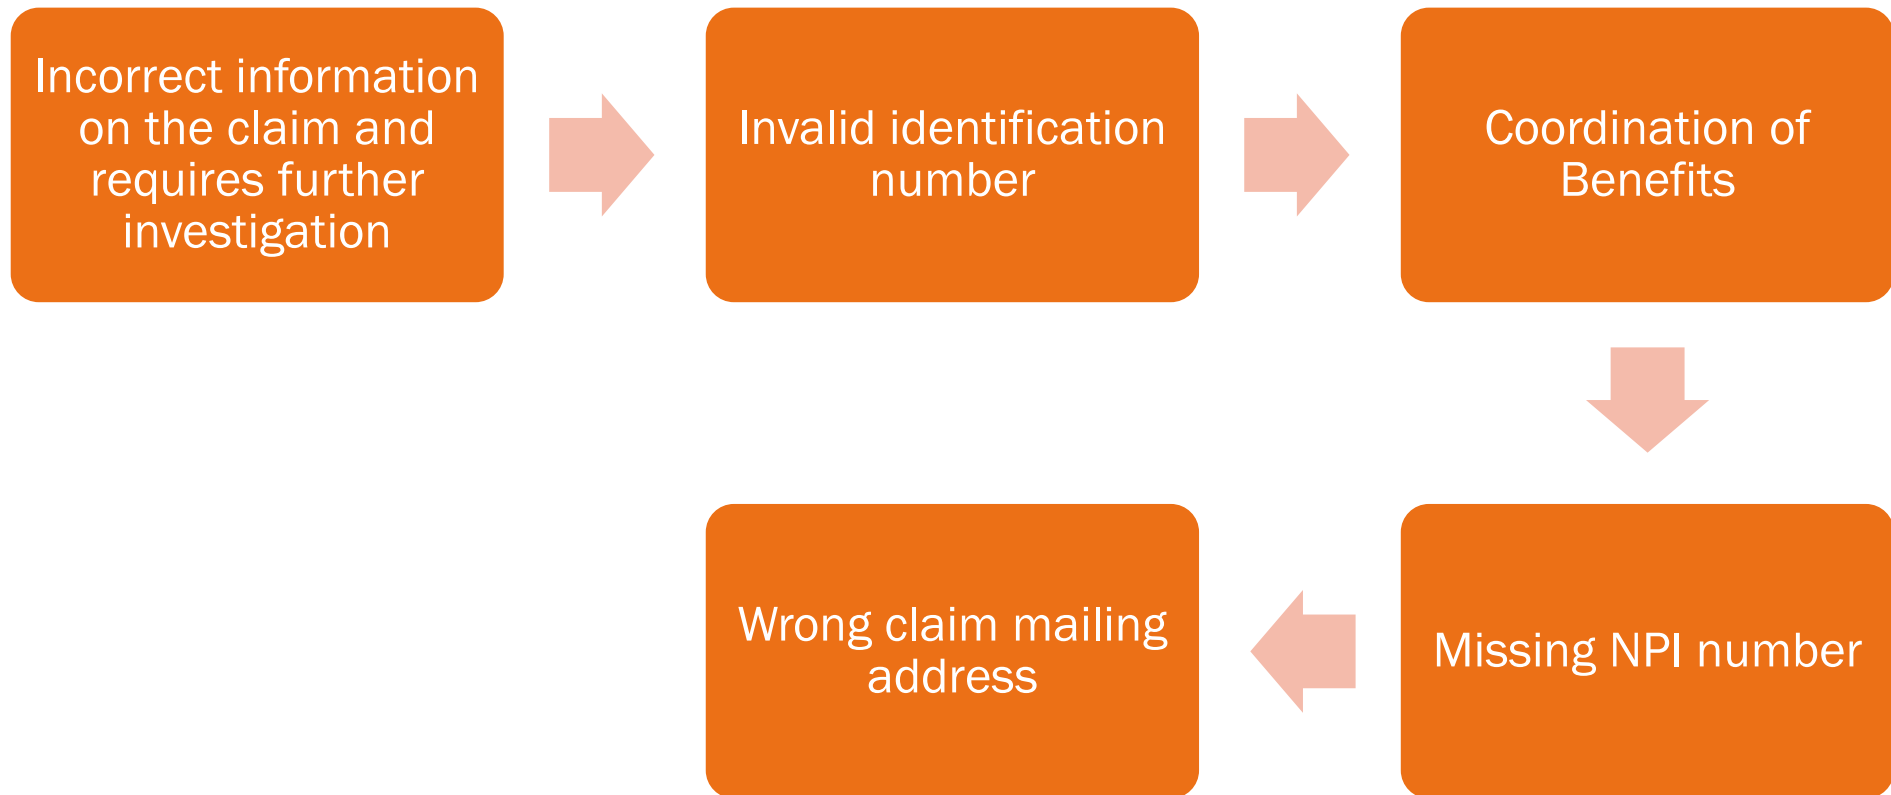 Incorrect information
on the claim and
requires further
investigation
Invalid identification
number
Coordination of
Benefits
Missing NPI number
Wrong claim mailing
address